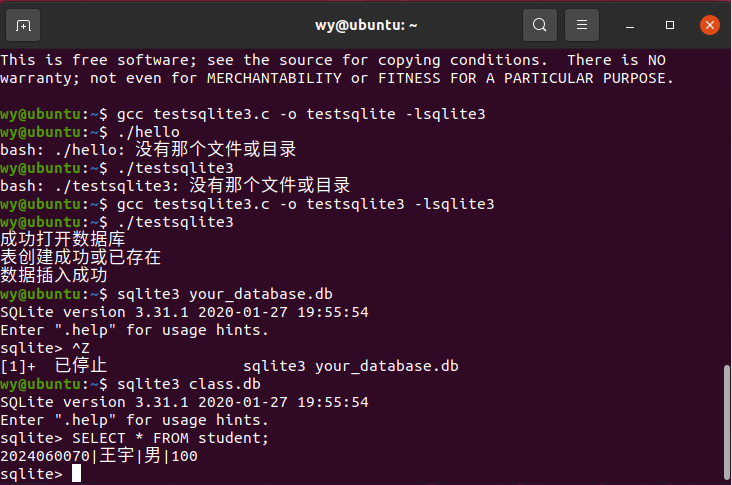 wy@ubuntu: ~
This is free software; see the source for copying conditions.  There is NO
warranty; not even for MERCHANTABILITY or FITNESS FOR A PARTICULAR PURPOSE.
wy@ubuntu:~$ gcc testsqlite3.c -o testsqlite -lsqlite3
wy@ubuntu:~$ ./hello
bash: ./hello: 没有那个文件或目录
wy@ubuntu:~$ ./testsqlite3
bash: ./testsqlite3: 没有那个文件或目录
wy@ubuntu:~$ gcc testsqlite3.c -o testsqlite3 -lsqlite3
wy@ubuntu:~$ ./testsqlite3
成功打开数据库
表创建成功或已存在
数据插入成功
wy@ubuntu:~$ sqlite3 your_database.db
SQLite version 3.31.1 2020-01-27 19:55:54
Enter ".help" for usage hints.
sqlite> ^Z
[1]+  已停止               sqlite3 your_database.db
wy@ubuntu:~$ sqlite3 class.db
SQLite version 3.31.1 2020-01-27 19:55:54
Enter ".help" for usage hints.
sqlite> SELECT * FROM student;
2024060070|王宇|男|100
sqlite>